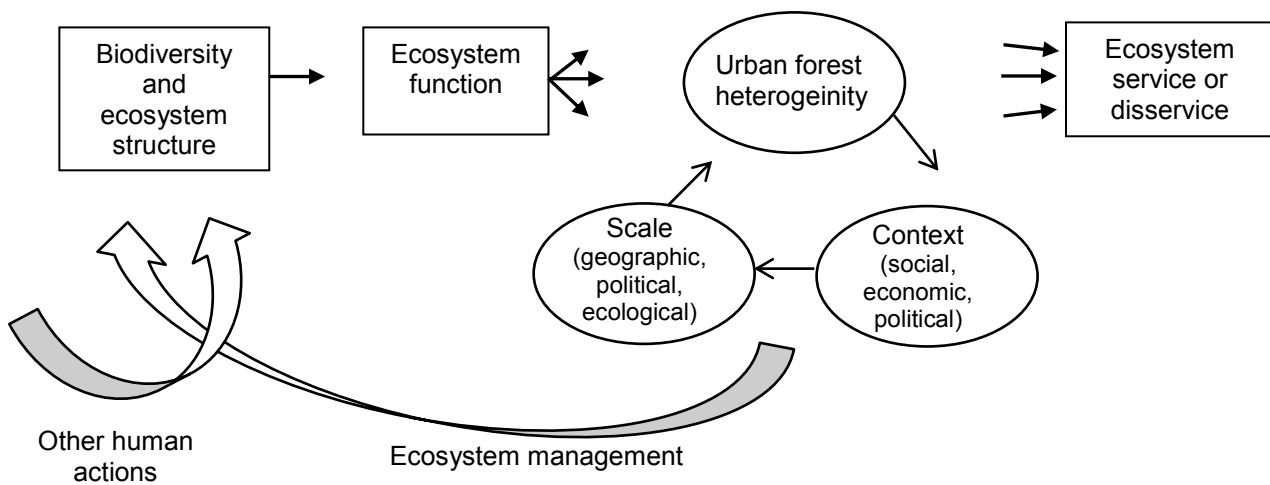 Biodiversity
and
ecosystem
structure
Ecosystem
function
Urban forest
heterogeinity
Ecosystem
service or
disservice
Scale
(geographic,
political,
ecological)
Context
(social,
economic,
political)
Other human
actions
Ecosystem management